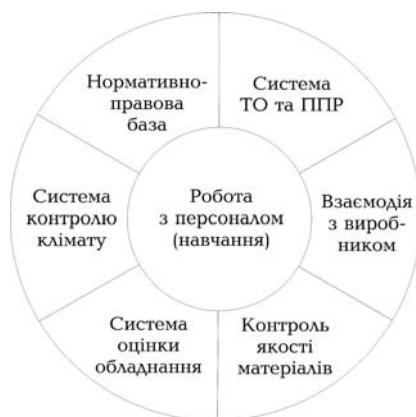 Нормативно-
правова
база
Система
ТО та ППР
Система
контролю
клімату
Робота
з персоналом
(навчання)
Взаємодія
з вироб-
ником
Система
оцінки
обладнання
Контроль
якості
матеріалів